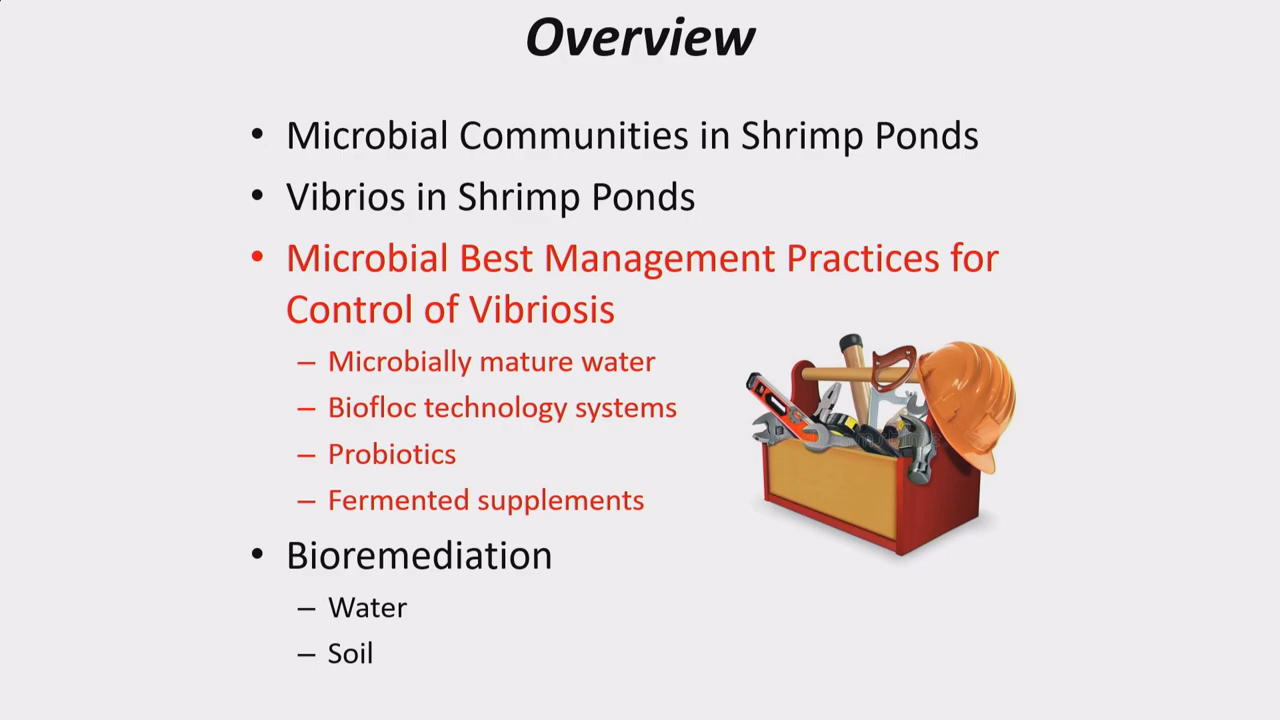 Overview
• Microbial Communities in Shrimp Ponds
• Vibrios in Shrimp Ponds
• Microbial Best Management Practices for
Control of Vibriosis
– Microbially mature water
– Biofloc technology systems
– Probiotics
– Fermented supplements
• Bioremediation
– Water
– Soil